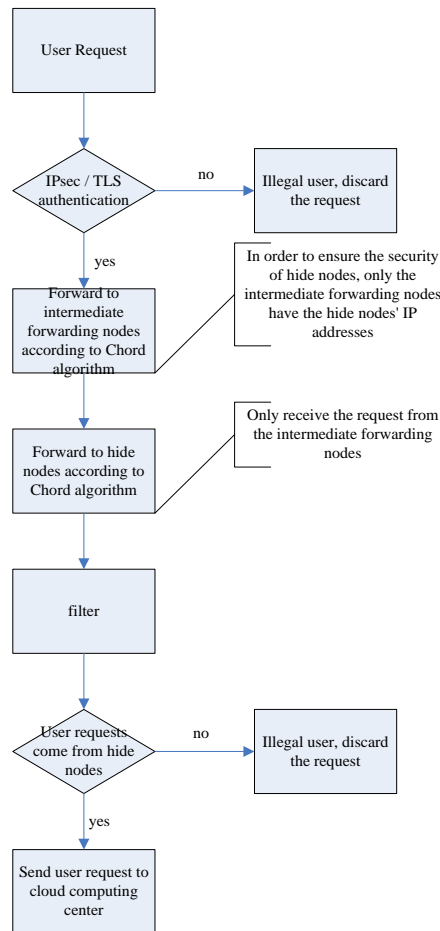 User Request
IPsec / TLS
authentication
no
Illegal user, discard
the request
yes
In order to ensure the security
of hide nodes, only the
intermediate forwarding nodes
have the hide nodes' IP
addresses
Forward to
intermediate
forwarding nodes
according to Chord
algorithm
Only receive the request from
the intermediate forwarding
nodes
Forward to hide
nodes according to
Chord algorithm
filter
User requests
come from hide
nodes
no
Illegal user, discard
the request
yes
Send user request to
cloud computing
center